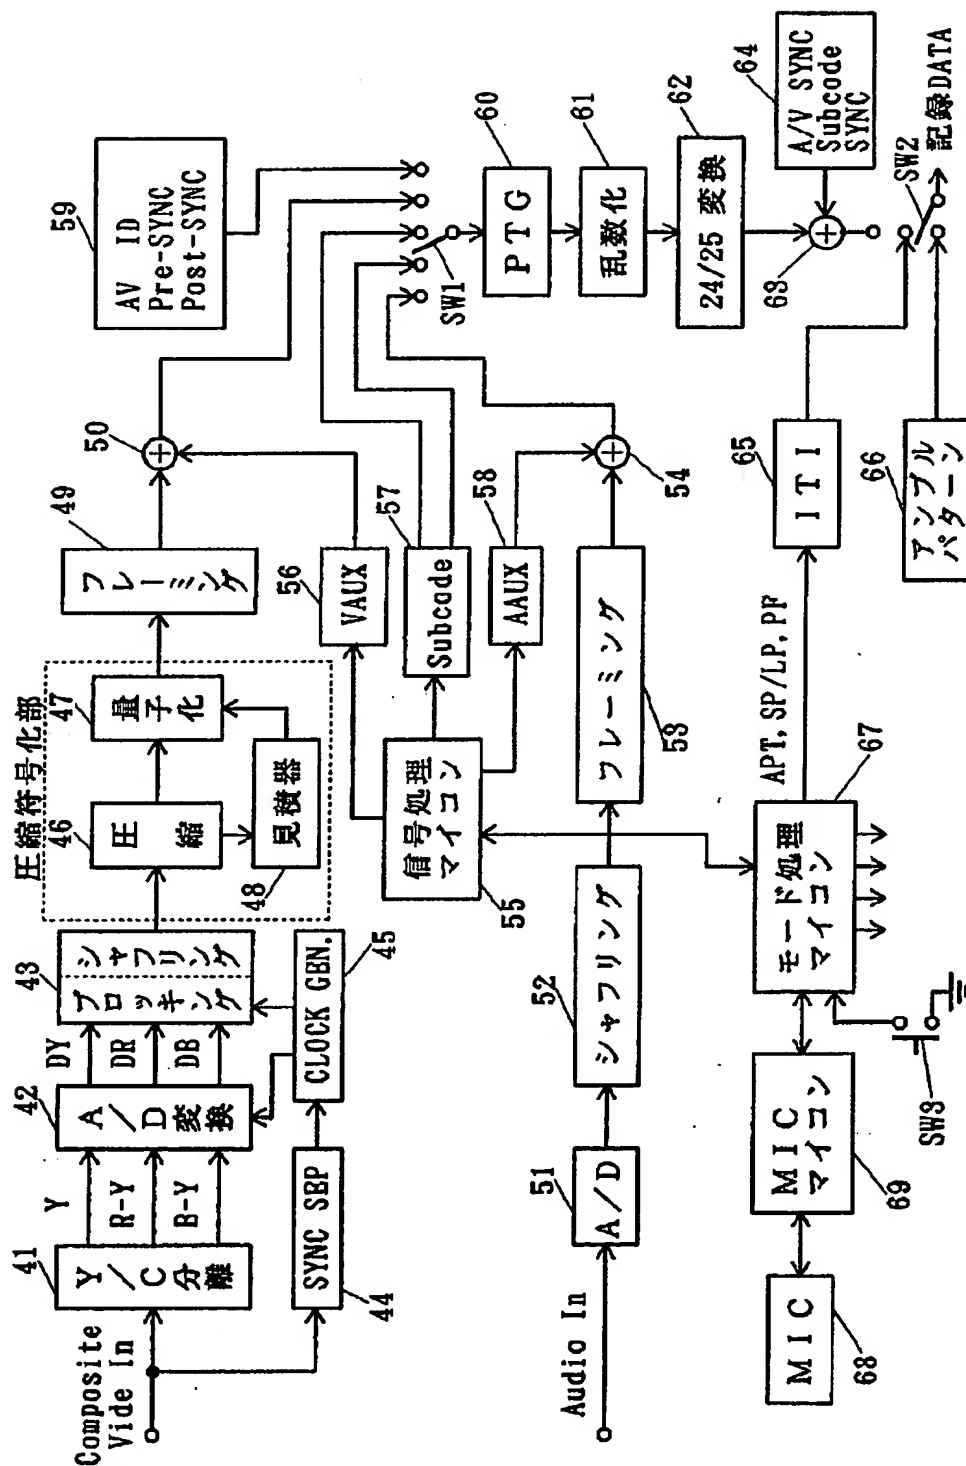 Composite
Vide In
41
Y/C分離
Y
R-Y
B-Y
42
A/D変換
DY
DR
DB
43
ブロッキング
シャフリング
44
SYNC SBP
45
CLOCK GBN.
圧縮符号化部
46
圧縮
47
量子化
48
見積器
49
フレーミング
50
59
AV ID
Pre-SYNC
Post-SYNC
56
VAUX
57
Subcode
58
AAUX
55
信号処理
マイコン
Audio In
51
A/D
52
シャフリング
53
フレーミング
54
SW1
60
PTG
61
乱数化
62
24/25 変換
63
64
A/V SYNC
Subcode
SYNC
SW2
記録DATA
65
ITI
66
アンブル
パターン
APT, SP/LP, PF
67
モード処理
マイコン
SW3
69
MIC
マイコン
68
MIC